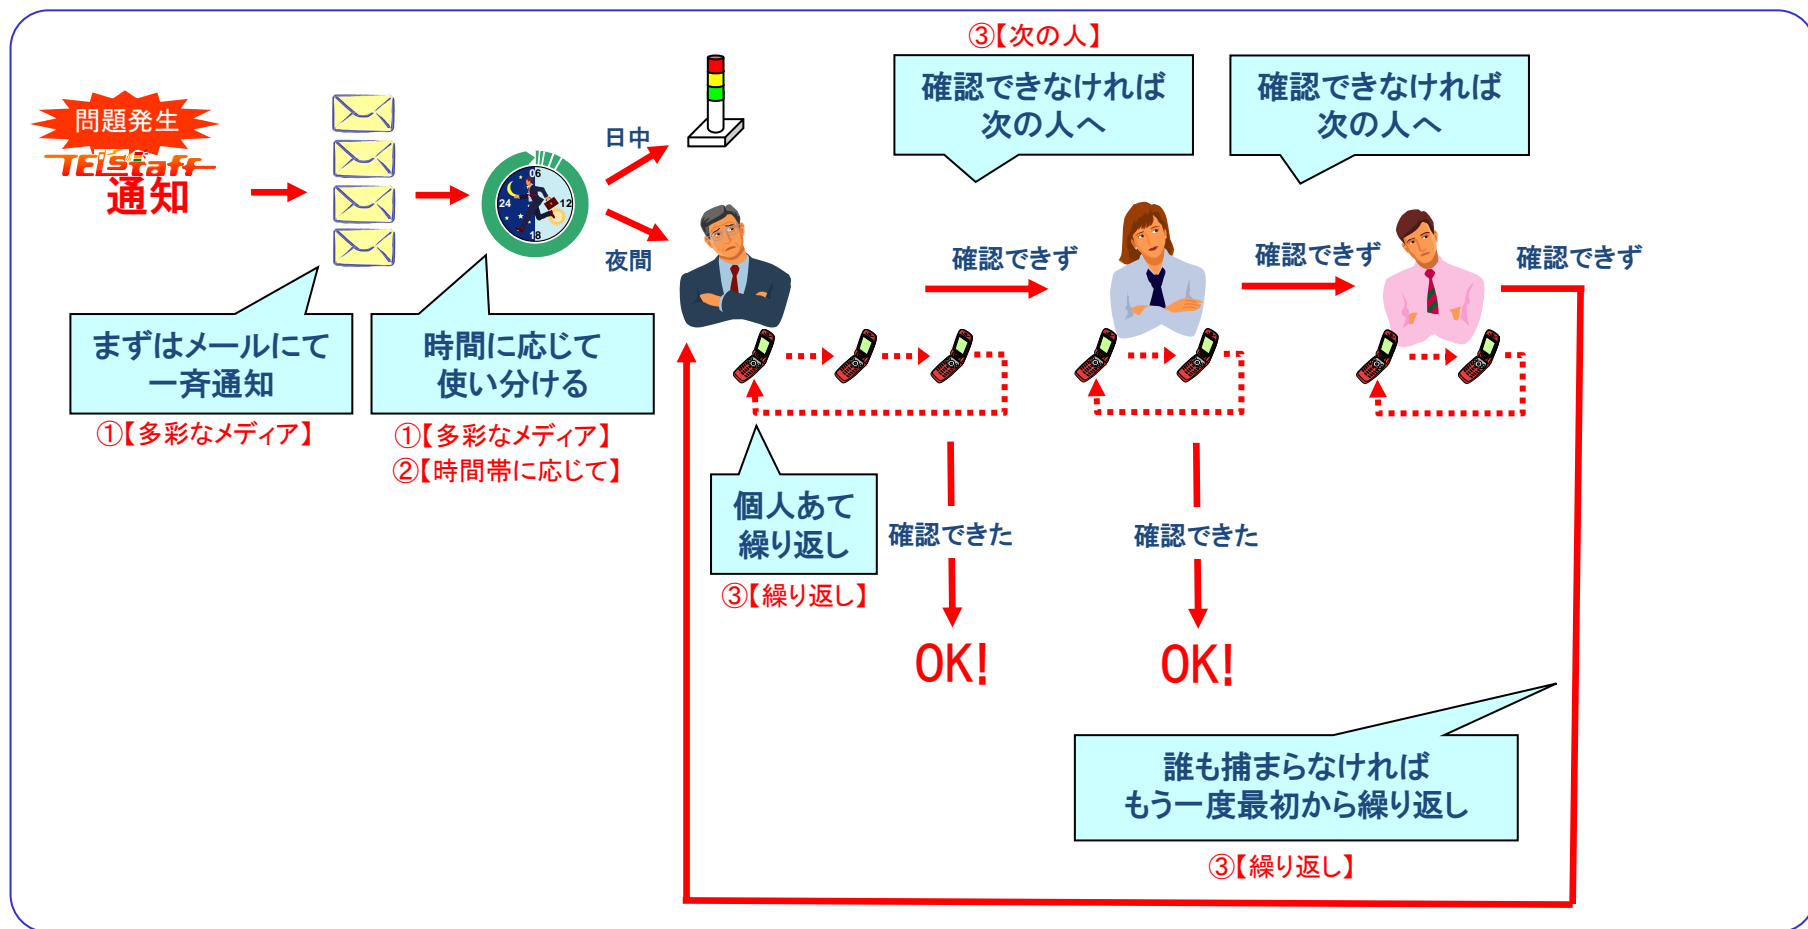 問題発生
TELstaff
通知
まずはメールにて
一斉通知
①【多彩なメディア】
06
12
18
24
時間に応じて
使い分ける
①【多彩なメディア】
②【時間帯に応じて】
日中
夜間
③【次の人】
確認できなければ
次の人へ
確認できなければ
次の人へ
確認できず
確認できず
確認できず
個人あて
繰り返し
③【繰り返し】
確認できた
OK!
確認できた
OK!
誰も捕まらなければ
もう一度最初から繰り返し
③【繰り返し】